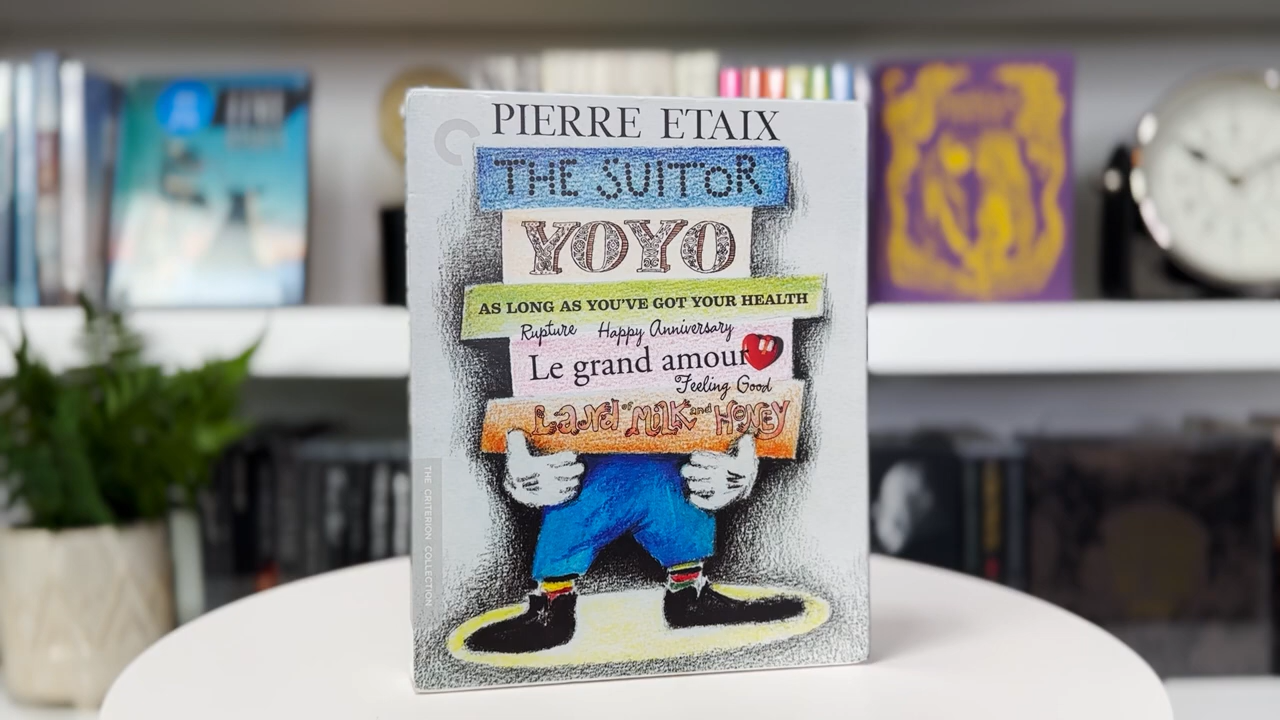 PIERRE ETAIX
THE SUITOR
YOYO
AS LONG AS YOU'VE GOT YOUR HEALTH
Rupture Happy Anniversary
Le grand amour
Feeling Good
Land of Milk and Honey
THE CRITERION COLLECTION